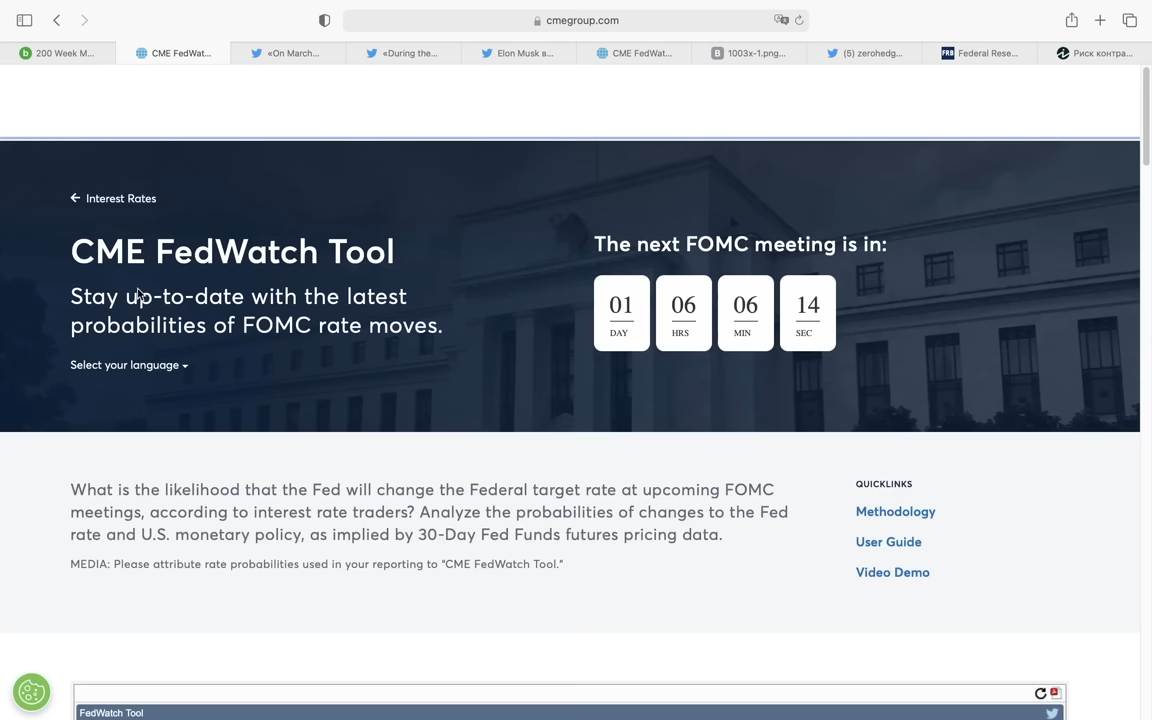 cmegroup.com
200 Week M...
CME FedWat...
«On March...
«During the...
Elon Musk в...
CME FedWat...
1003x-1.png...
(5) zerohedg...
Federal Rese...
Риск контра...
Interest Rates
CME FedWatch Tool
Stay up-to-date with the latest
probabilities of FOMC rate moves.
Select your language
The next FOMC meeting is in:
01 06 06 14
DAY HRS MIN SEC
What is the likelihood that the Fed will change the Federal target rate at upcoming FOMC
meetings, according to interest rate traders? Analyze the probabilities of changes to the Fed
rate and U.S. monetary policy, as implied by 30-Day Fed Funds futures pricing data.
MEDIA: Please attribute rate probabilities used in your reporting to "CME FedWatch Tool."
QUICKLINKS
Methodology
User Guide
Video Demo
FedWatch Tool